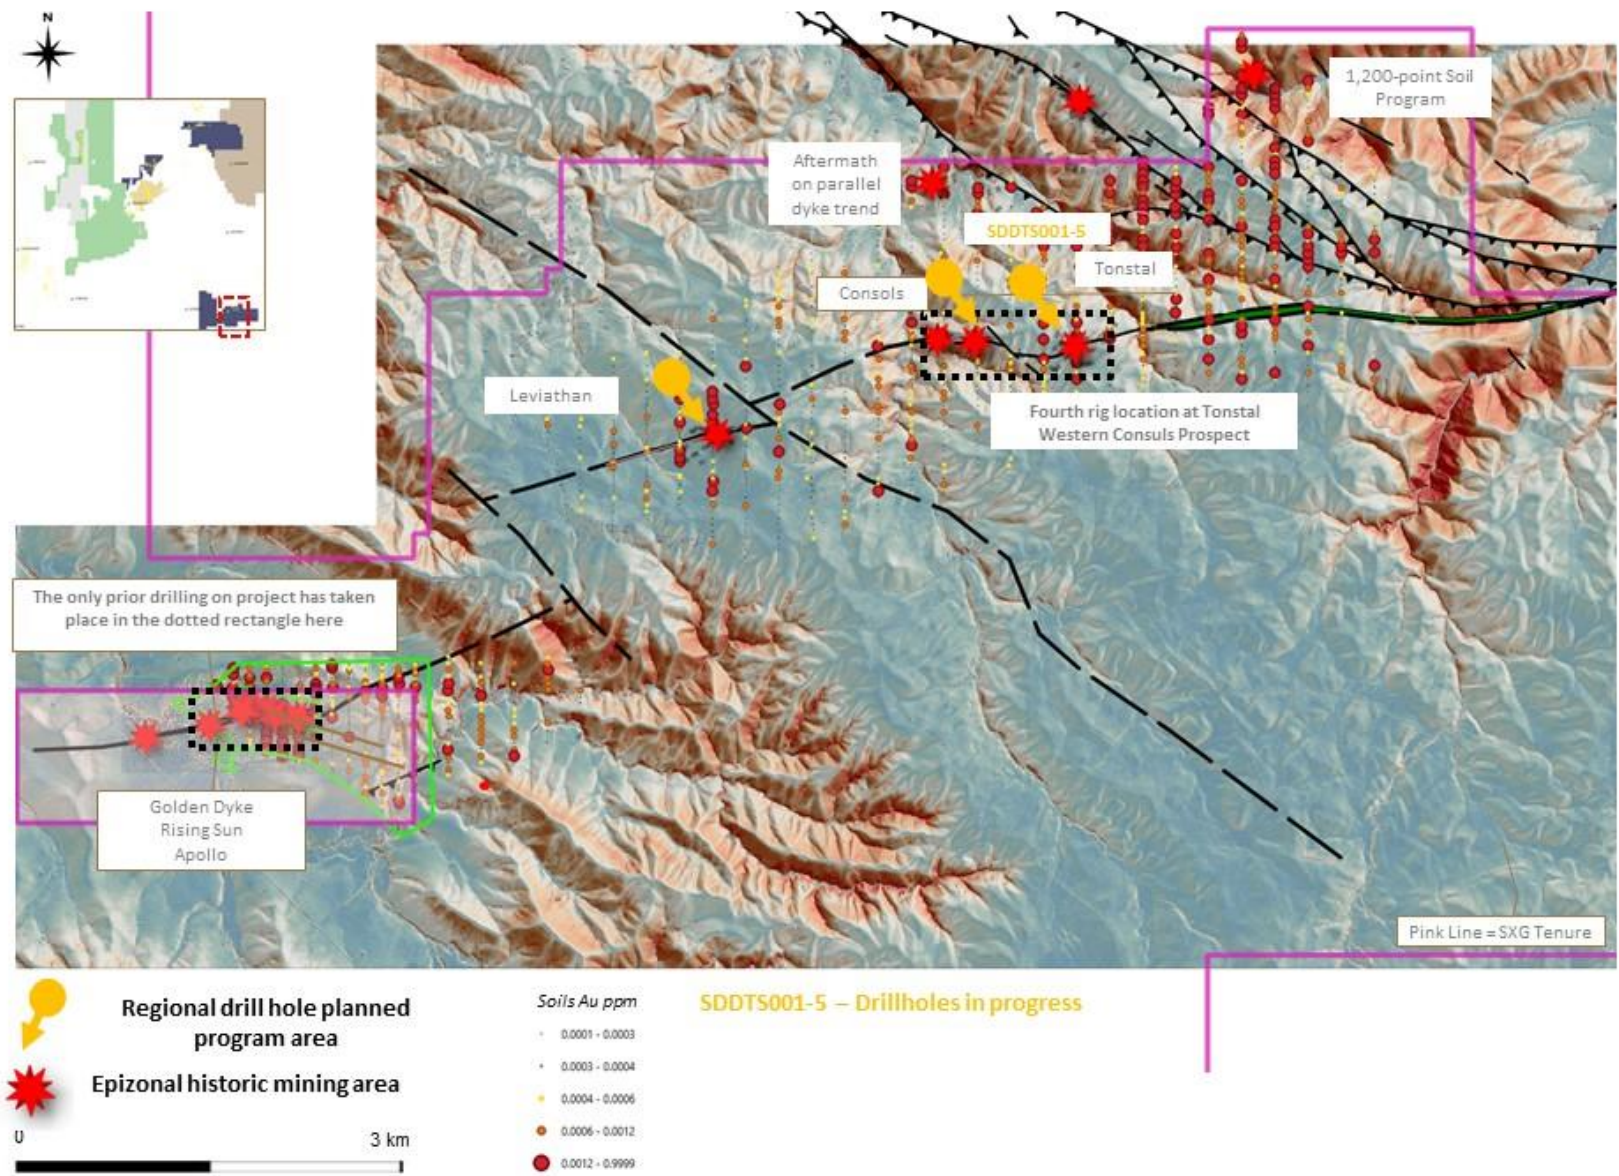 N
1,200-point Soil
Program
Aftermath
on parallel
dyke trend
SDDTS001-5
Tonstal
Consols
Leviathan
Fourth rig location at Tonstal
Western Consuls Prospect
The only prior drilling on project has taken
place in the dotted rectangle here
Golden Dyke
Rising Sun
Apollo
Pink Line = SXG Tenure
Regional drill hole planned
program area
Epizonal historic mining area
0
3 km
Soils Au ppm
0.0001 - 0.0003
0.0003 - 0.0004
0.0004 - 0.0006
0.0006 - 0.0012
0.0012 - 0.9999
SDDTS001-5 – Drillholes in progress